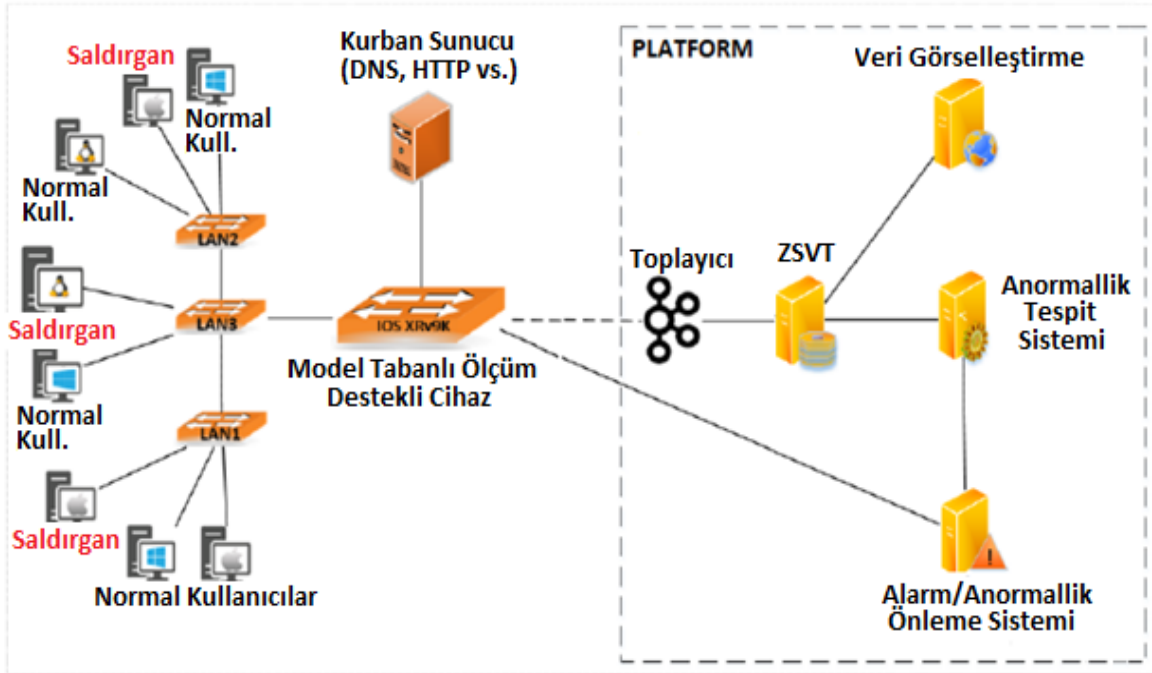 Saldırgan
Normal
Kull.
Normal
Kull.
LAN2
Saldırgan
LAN3
Normal
Kull.
LAN1
Saldırgan
Normal Kullanıcılar
Kurban Sunucu
(DNS, HTTP vs.)
IOS XRv9K
Model Tabanlı Ölçüm
Destekli Cihaz
PLATFORM
Veri Görselleştirme
Toplayıcı
ZSVT
Anormallik
Tespit
Sistemi
Alarm/Anormallik
Önleme Sistemi